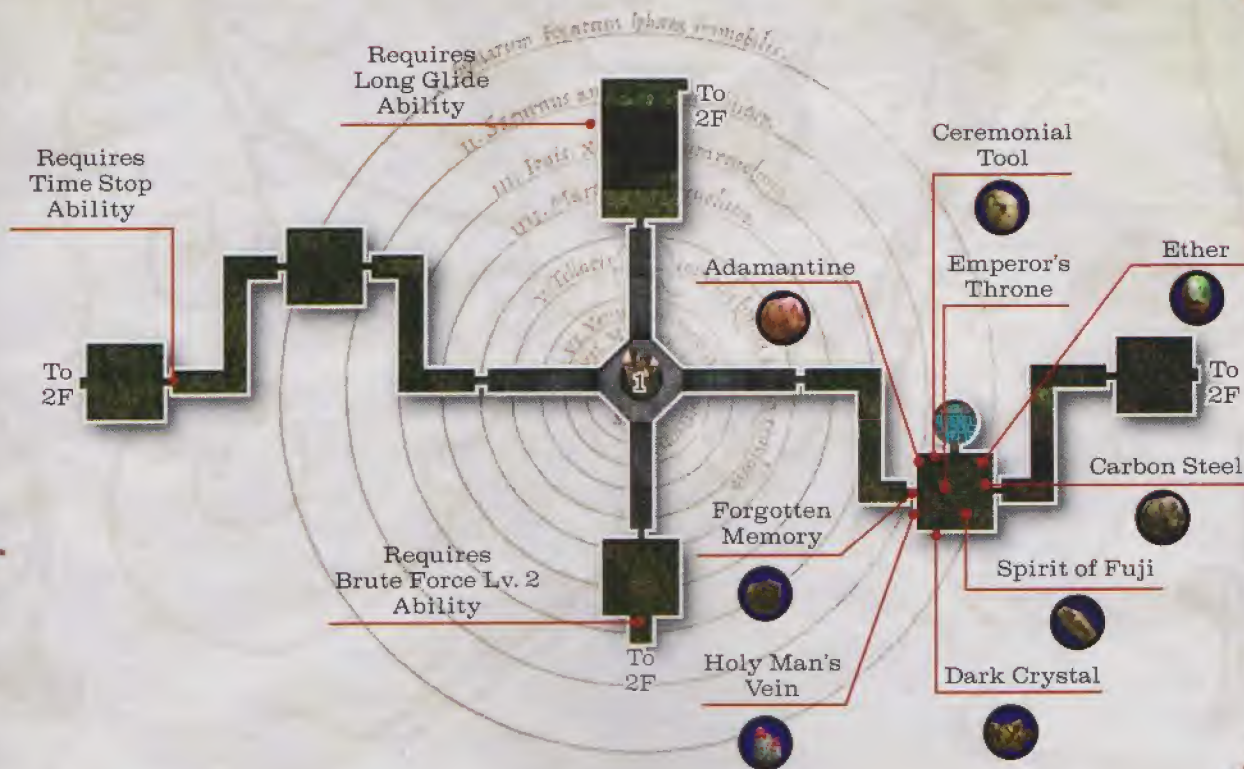 Requires
Long Glide
Ability
To
2F
Requires
Time Stop
Ability
Ceremonial
Tool
Adamantine
Emperor's
Throne
Ether
To
2F
1
To
2F
Forgotten
Memory
Carbon Steel
Requires
Brute Force Lv. 2
Ability
Spirit of Fuji
To
2F
Holy Man's
Vein
Dark Crystal